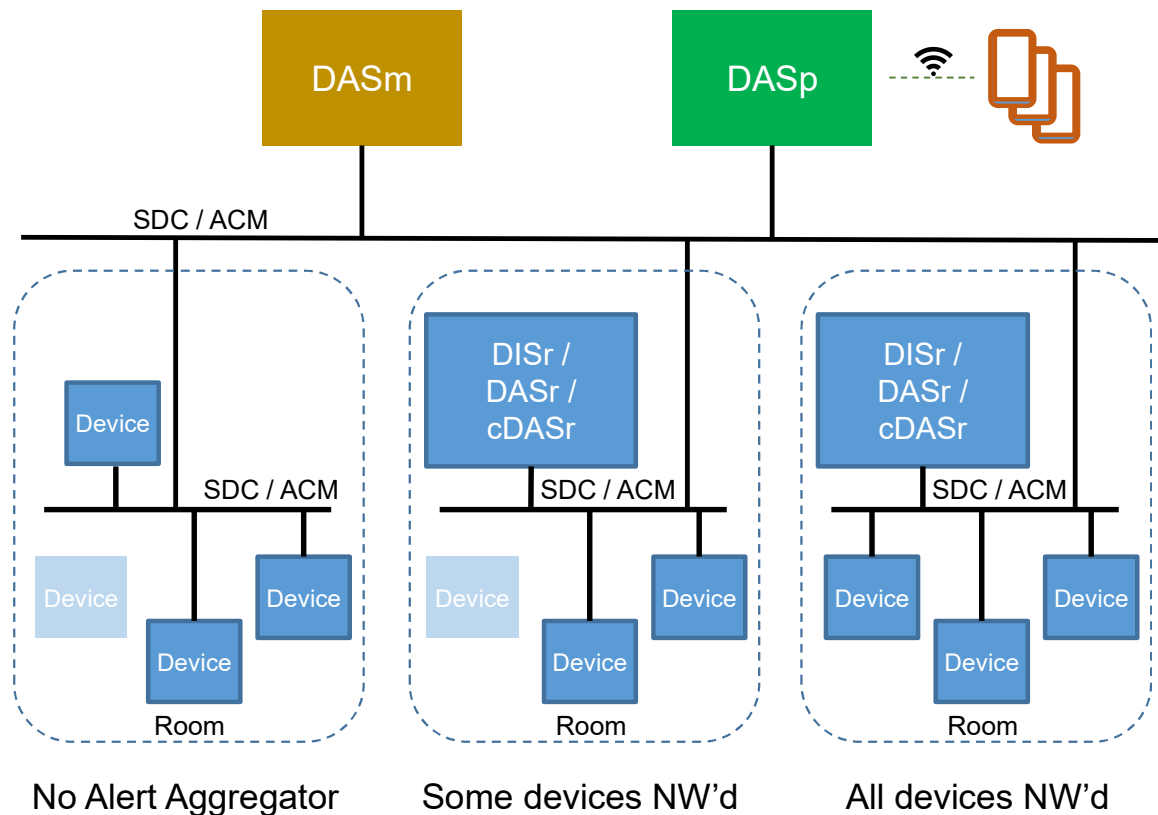 DASm
DASp
SDC / ACM
Device
SDC / ACM
Device
Device
Device
Room
DISr /
DASr /
cDASr
SDC / ACM
Device
Device
Device
Room
DISr /
DASr /
cDASr
SDC / ACM
Device
Device
Device
Room
No Alert Aggregator
Some devices NW’d
All devices NW’d